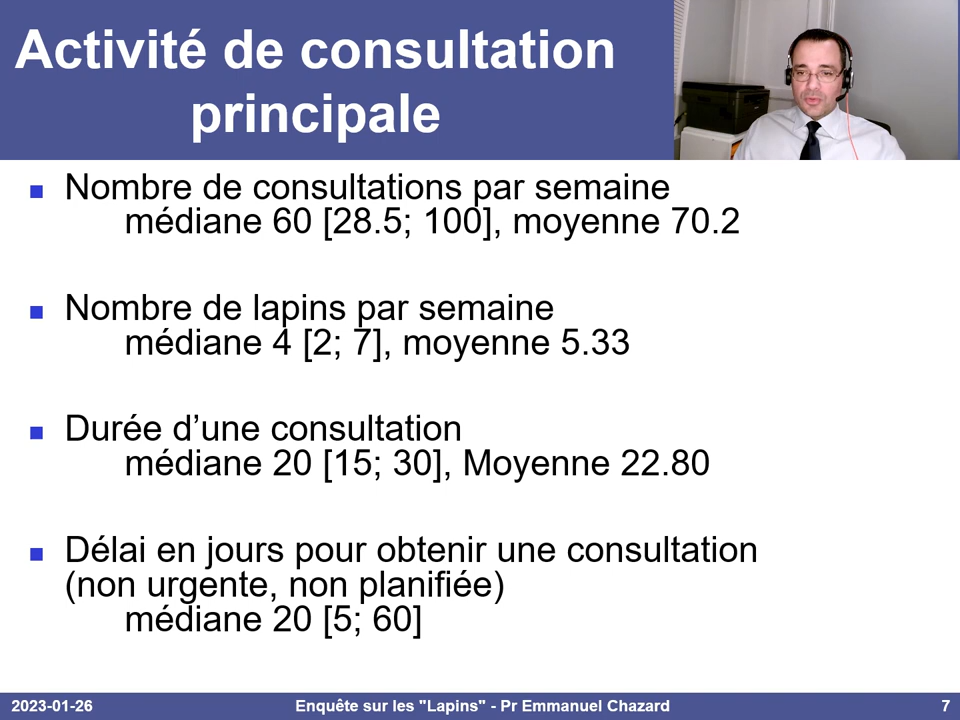 Activité de consultation
principale
Nombre de consultations par semaine
médiane 60 [28.5; 100], moyenne 70.2
Nombre de lapins par semaine
médiane 4 [2; 7], moyenne 5.33
Durée d’une consultation
médiane 20 [15; 30], Moyenne 22.80
Délai en jours pour obtenir une consultation
(non urgente, non planifiée)
médiane 20 [5; 60]
2023-01-26
Enquête sur les "Lapins" - Pr Emmanuel Chazard
7